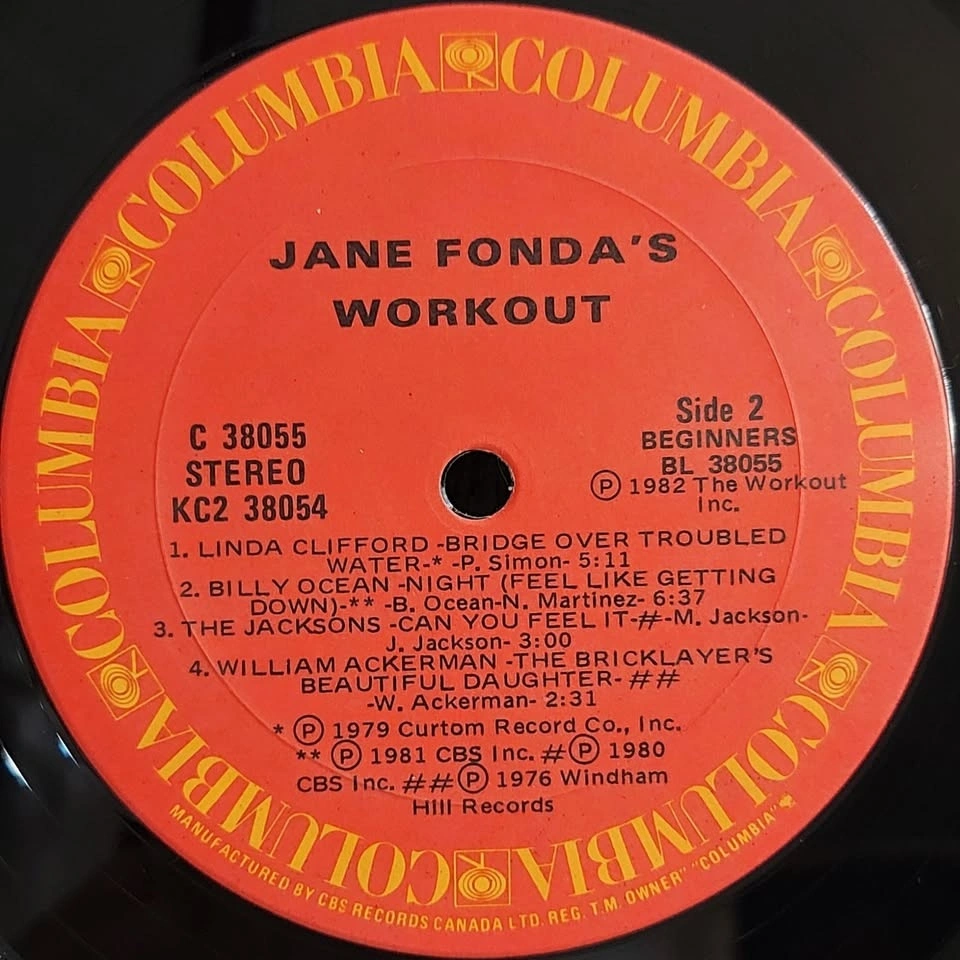 COLUMBIA COLUMBIA COLUMBIA COLUMBIA COLUMBIA COLUMBIA COLUMBIA COLUMBIA
JANE FONDA'S
WORKOUT
C 38055
STEREO
KC2 38054
Side 2
BEGINNERS
BL 38055
Ⓟ 1982 The Workout
Inc.
1. LINDA CLIFFORD -BRIDGE OVER TROUBLED
WATER-* -P. Simon- 5:11
2. BILLY OCEAN -NIGHT (FEEL LIKE GETTING
DOWN)-** -B. Ocean-N. Martinez- 6:37
3. THE JACKSONS -CAN YOU FEEL IT-#-M. Jackson-
J. Jackson- 3:00
4. WILLIAM ACKERMAN -THE BRICKLAYER'S
BEAUTIFUL DAUGHTER- ##
-W. Ackerman- 2:31
* Ⓟ 1979 Curtom Record Co., Inc.
** Ⓟ 1981 CBS Inc. #Ⓟ 1980
CBS Inc. ##Ⓟ 1976 Windham
Hill Records
MANUFACTURED BY CBS RECORDS CANADA LTD. REG. T.M. OWNER "COLUMBIA"